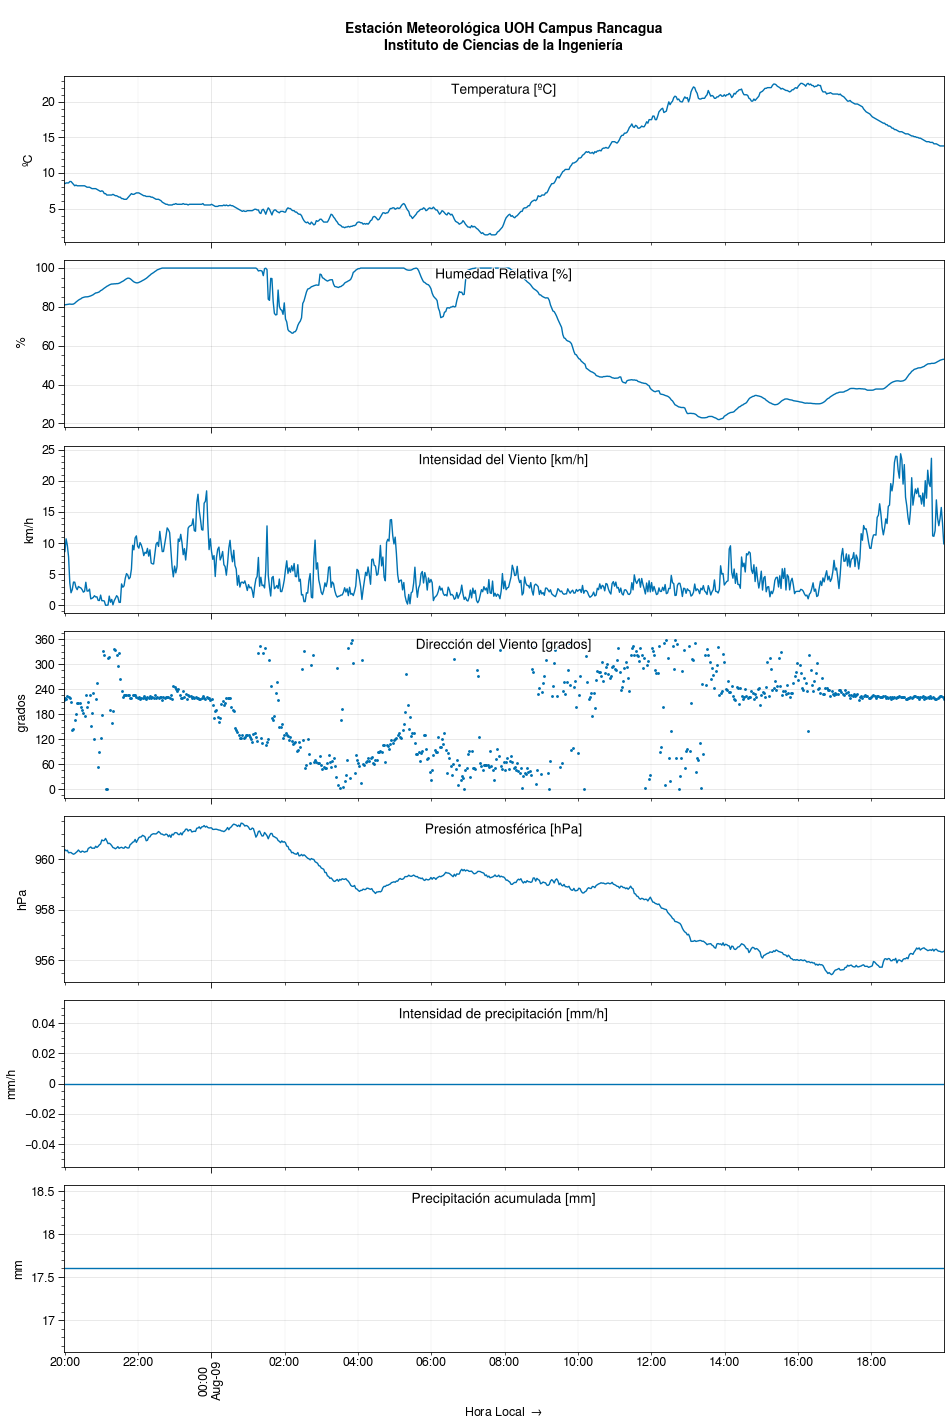 Estación Meteorológica UOH Campus Rancagua
Instituto de Ciencias de la Ingeniería
Temperatura [ºC]
ºC
20
15
10
5
Humedad Relativa [%]
%
100
80
60
40
20
Intensidad del Viento [km/h]
km/h
25
20
15
10
5
0
Dirección del Viento [grados]
grados
360
300
240
180
120
60
0
Presión atmosférica [hPa]
hPa
960
958
956
Intensidad de precipitación [mm/h]
mm/h
0.04
0.02
0
−0.02
−0.04
Precipitación acumulada [mm]
mm
18.5
18
17.5
17
20:00 22:00 00:00 02:00 04:00 06:00 08:00 10:00 12:00 14:00 16:00 18:00
Aug-09
Hora Local →